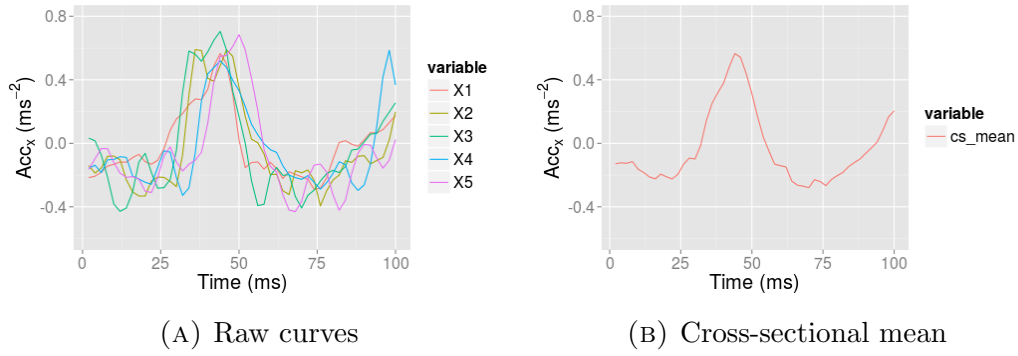 0.8
0.4
0.0
-0.4
Accx (ms−2)
0
25
50
75
100
Time (ms)
variable
X1
X2
X3
X4
X5
(A) Raw curves
0.8
0.4
0.0
-0.4
Accx (ms−2)
0
25
50
75
100
Time (ms)
variable
cs_mean
(B) Cross-sectional mean